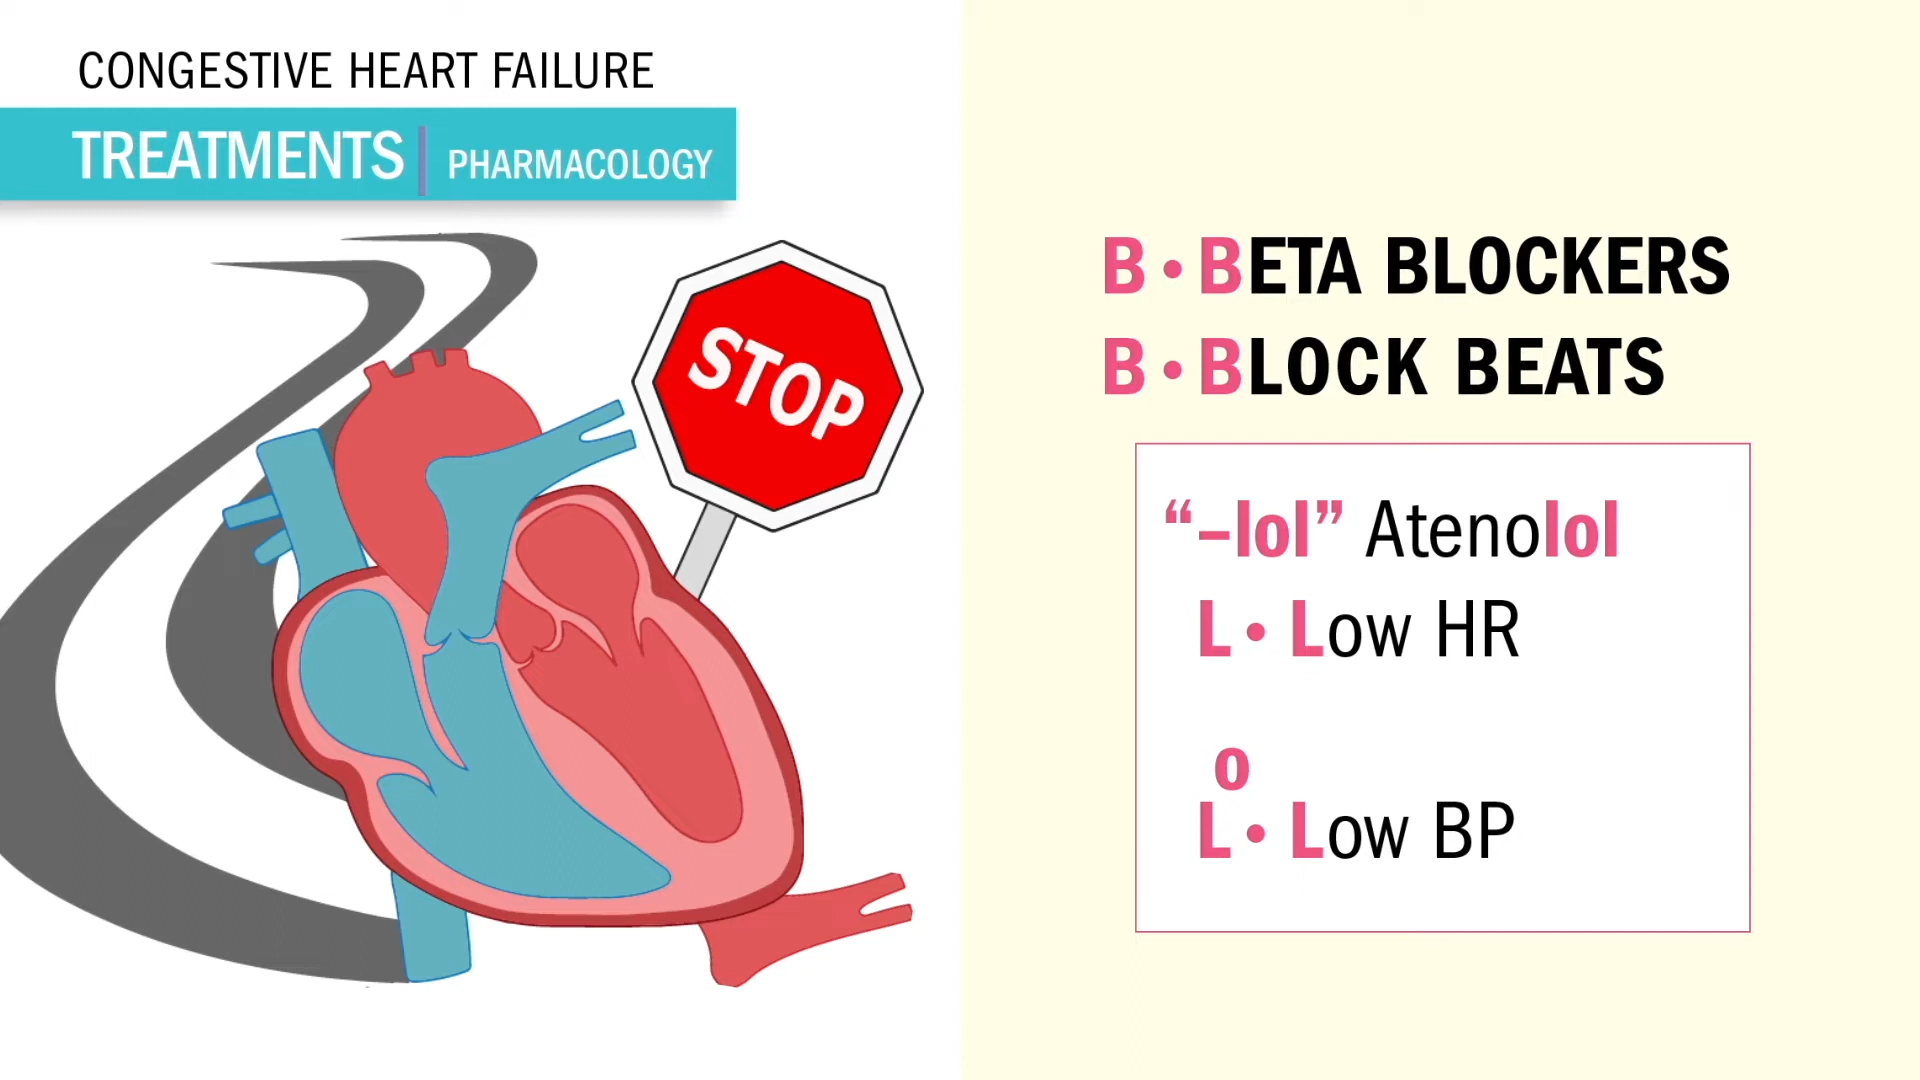 CONGESTIVE HEART FAILURE
TREATMENTS | PHARMACOLOGY
STOP
B • BETA BLOCKERS
B • BLOCK BEATS
“–lol” Atenolol
L • Low HR
o
L • Low BP